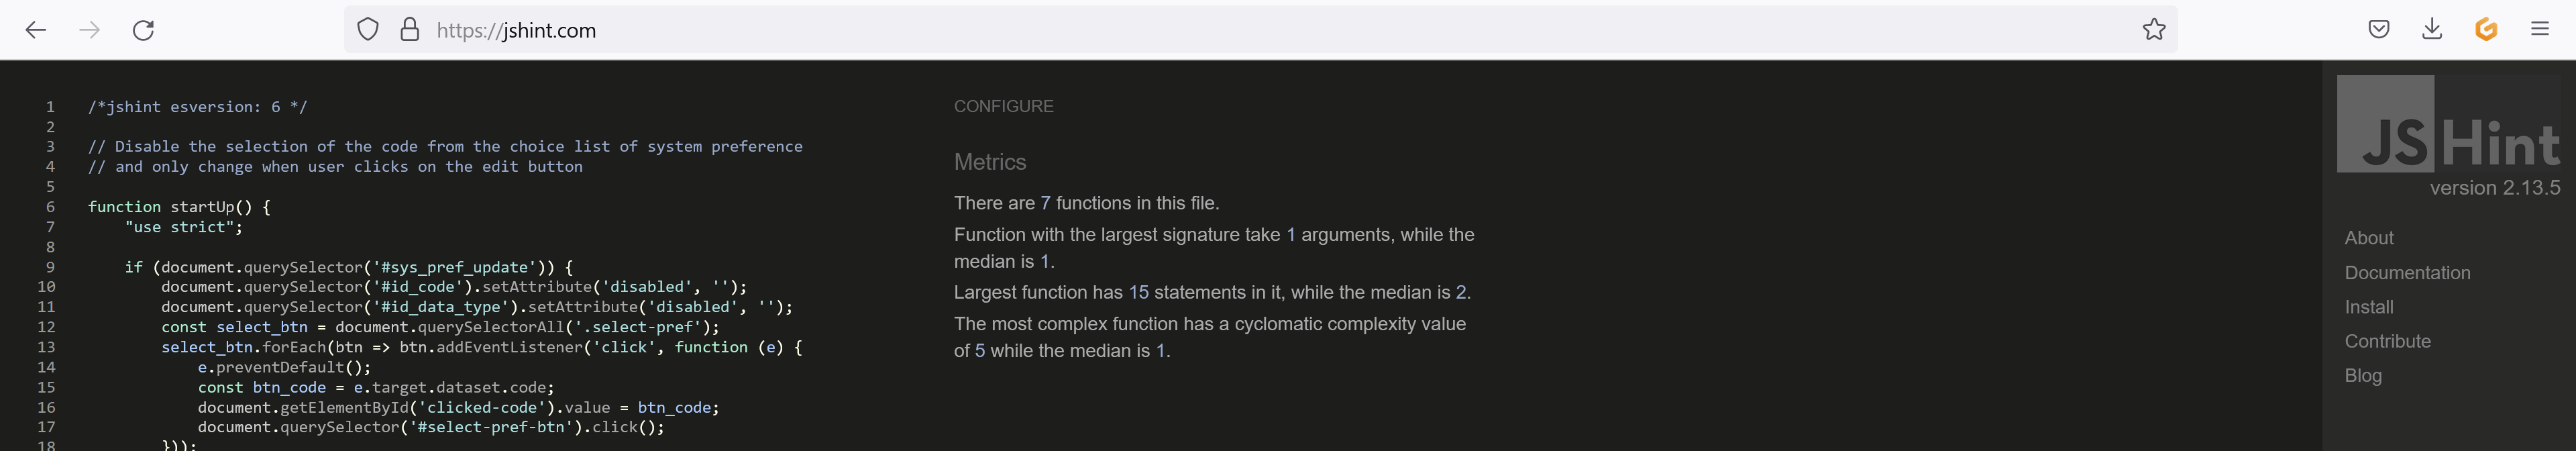 https://jshint.com
1 /*jshint esversion: 6 */
2
3 // Disable the selection of the code from the choice list of system preference
4 // and only change when user clicks on the edit button
5
6 function startUp() {
7 "use strict";
8
9 if (document.querySelector('#sys_pref_update')) {
10 document.querySelector('#id_code').setAttribute('disabled', '');
11 document.querySelector('#id_data_type').setAttribute('disabled', '');
12 const select_btn = document.querySelectorAll('.select-pref');
13 select_btn.forEach(btn => btn.addEventListener('click', function (e) {
14 e.preventDefault();
15 const btn_code = e.target.dataset.code;
16 document.getElementById('clicked-code').value = btn_code;
17 document.querySelector('#select-pref-btn').click();
18 }));
CONFIGURE
Metrics
There are 7 functions in this file.
Function with the largest signature take 1 arguments, while the
median is 1.
Largest function has 15 statements in it, while the median is 2.
The most complex function has a cyclomatic complexity value
of 5 while the median is 1.
JSHint
version 2.13.5
About
Documentation
Install
Contribute
Blog